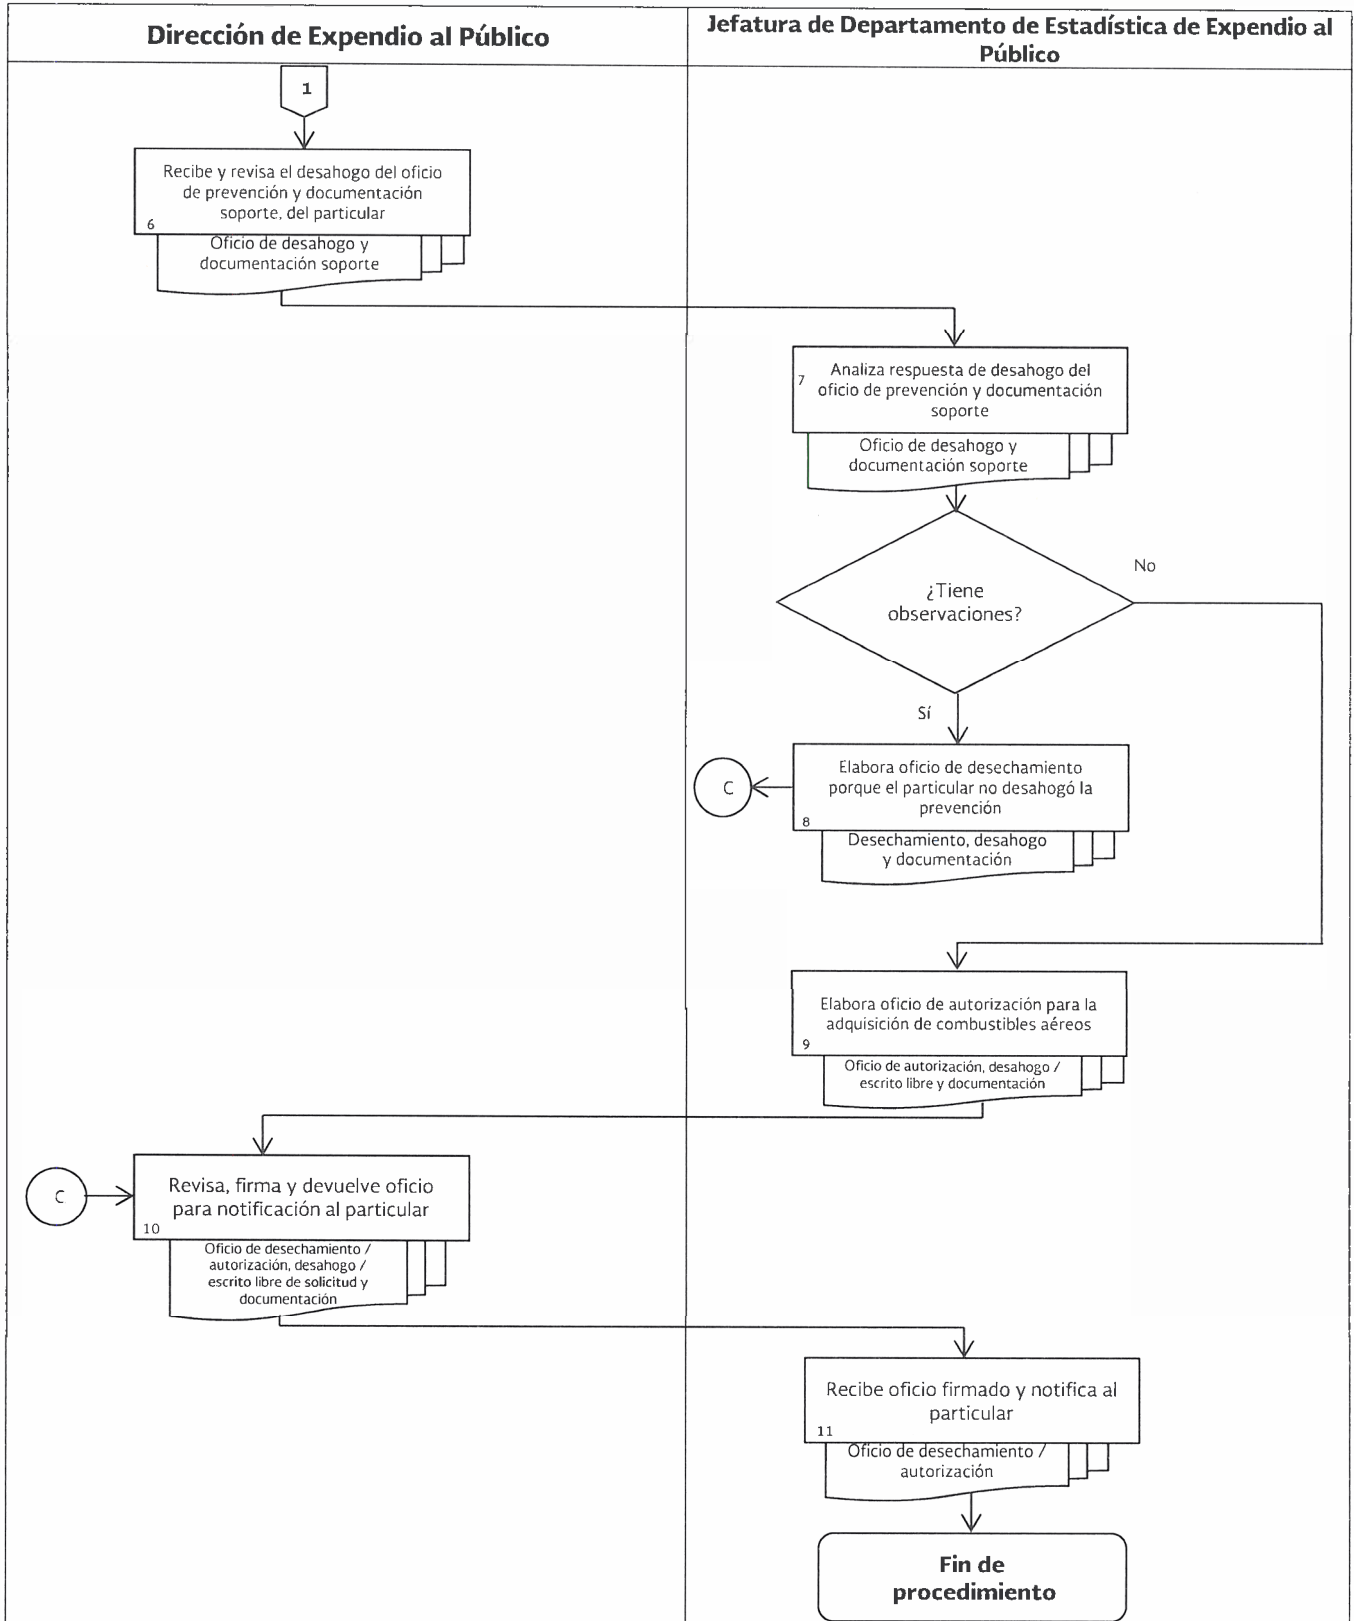 Dirección de Expendio al Público
Jefatura de Departamento de Estadística de Expendio al
Público
1
Recibe y revisa el desahogo del oficio
de prevención y documentación
soporte, del particular
6
Oficio de desahogo y
documentación soporte
7
Analiza respuesta de desahogo del
oficio de prevención y documentación
soporte
Oficio de desahogo y
documentación soporte
¿Tiene
observaciones?
No
Sí
C
Elabora oficio de desechamiento
porque el particular no desahogó la
prevención
8
Desechamiento, desahogo
y documentación
Elabora oficio de autorización para la
adquisición de combustibles aéreos
9
Oficio de autorización, desahogo /
escrito libre y documentación
C
Revisa, firma y devuelve oficio
para notificación al particular
10
Oficio de desechamiento /
autorización, desahogo /
escrito libre de solicitud y
documentación
Recibe oficio firmado y notifica al
particular
11
Oficio de desechamiento /
autorización
Fin de
procedimiento